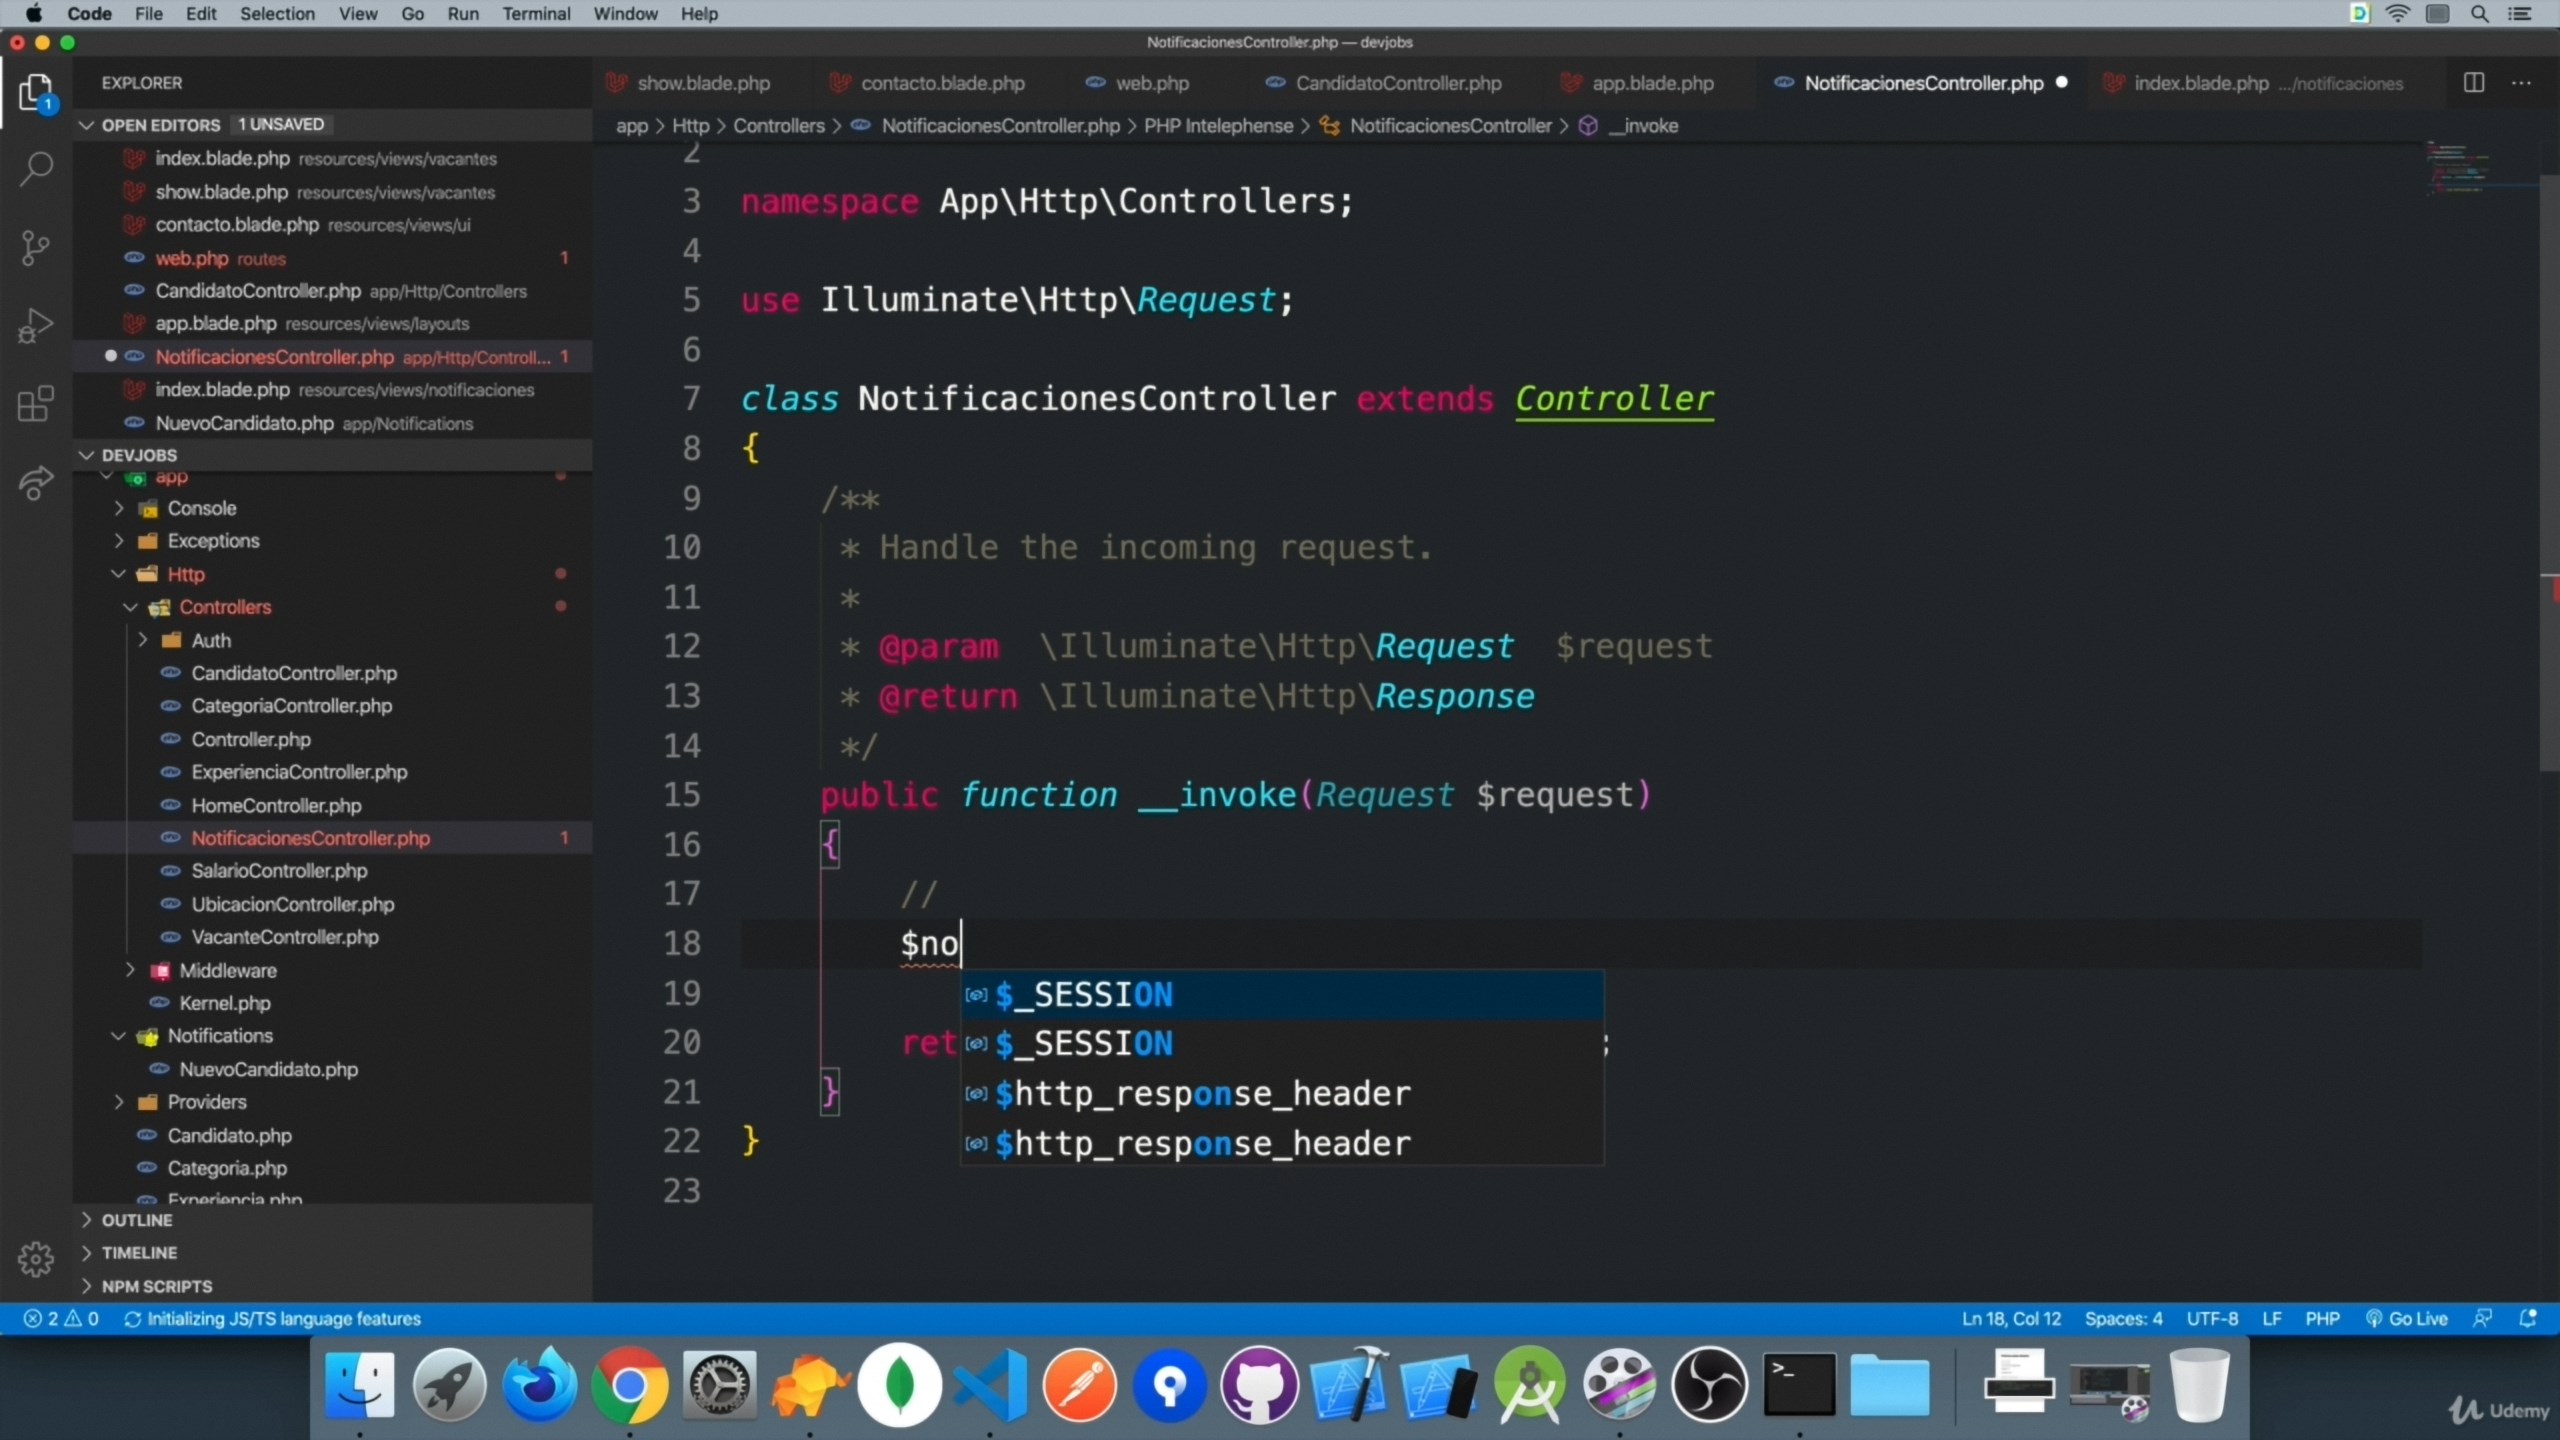 Code File Edit Selection View Go Run Terminal Window Help
NotificacionesController.php — devjobs
EXPLORER
OPEN EDITORS 1 UNSAVED
index.blade.php resources/views/vacantes
show.blade.php resources/views/vacantes
contacto.blade.php resources/views/ui
web.php routes 1
CandidatoController.php app/Http/Controllers
app.blade.php resources/views/layouts
NotificacionesController.php app/Http/Controll... 1
index.blade.php resources/views/notificaciones
NuevoCandidato.php app/Notifications
DEVJOBS
app
Console
Exceptions
Http
Controllers
Auth
CandidatoController.php
CategoriaController.php
Controller.php
ExperienciaController.php
HomeController.php
NotificacionesController.php 1
SalarioController.php
UbicacionController.php
VacanteController.php
Middleware
Kernel.php
Notifications
NuevoCandidato.php
Providers
Candidato.php
Categoria.php
Experiencia.php
OUTLINE
TIMELINE
NPM SCRIPTS
show.blade.php contacto.blade.php web.php CandidatoController.php app.blade.php NotificacionesController.php index.blade.php .../notificaciones
app > Http > Controllers > NotificacionesController.php > PHP Intelephense > NotificacionesController > __invoke
2
3 namespace App\Http\Controllers;
4
5 use Illuminate\Http\Request;
6
7 class NotificacionesController extends Controller
8 {
9 /**
10 * Handle the incoming request.
11 *
12 * @param \Illuminate\Http\Request $request
13 * @return \Illuminate\Http\Response
14 */
15 public function __invoke(Request $request)
16 {
17 //
18 $no
19 $_SESSION
20 ret $_SESSION ;
21 } $http_response_header
22 } $http_response_header
23
2 0 Initializing JS/TS language features Ln 18, Col 12 Spaces: 4 UTF-8 LF PHP Go Live
Udemy